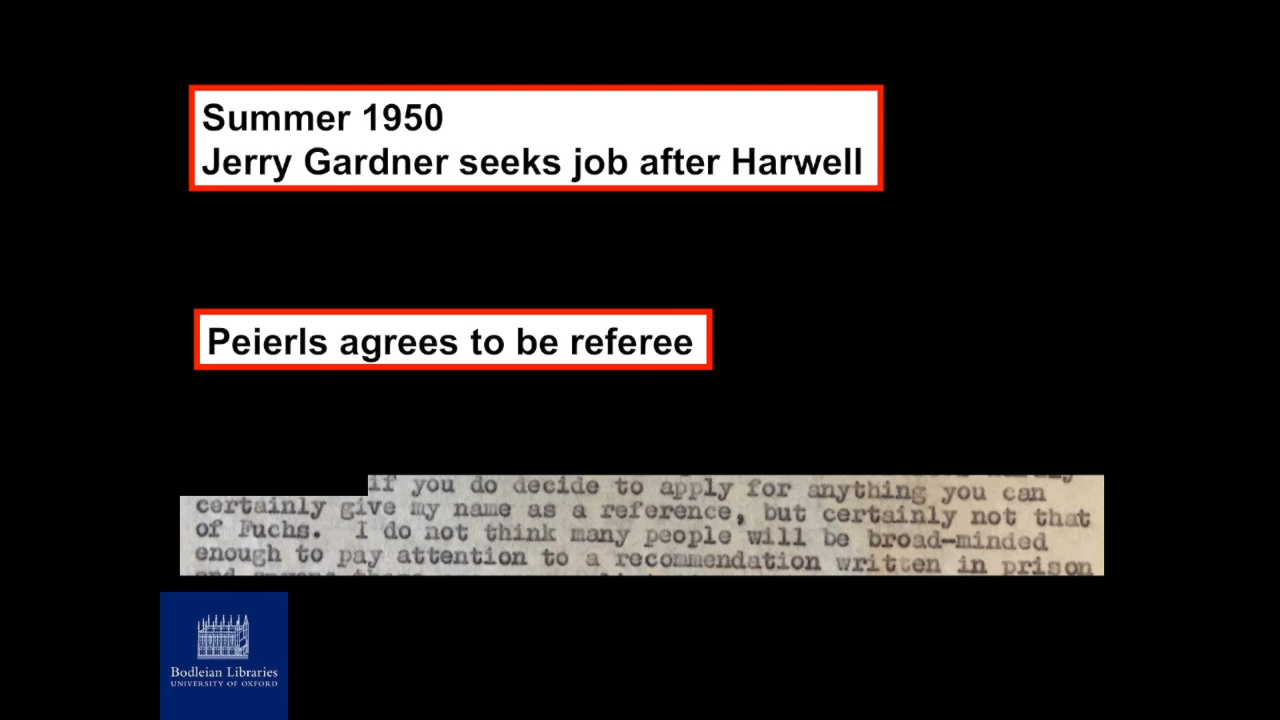 Summer 1950
Jerry Gardner seeks job after Harwell
Peierls agrees to be referee
If you do decide to apply for anything you can
certainly give my name as a reference, but certainly not that
of Fuchs. I do not think many people will be broad-minded
enough to pay attention to a recommendation written in prison
Bodleian Libraries
UNIVERSITY OF OXFORD